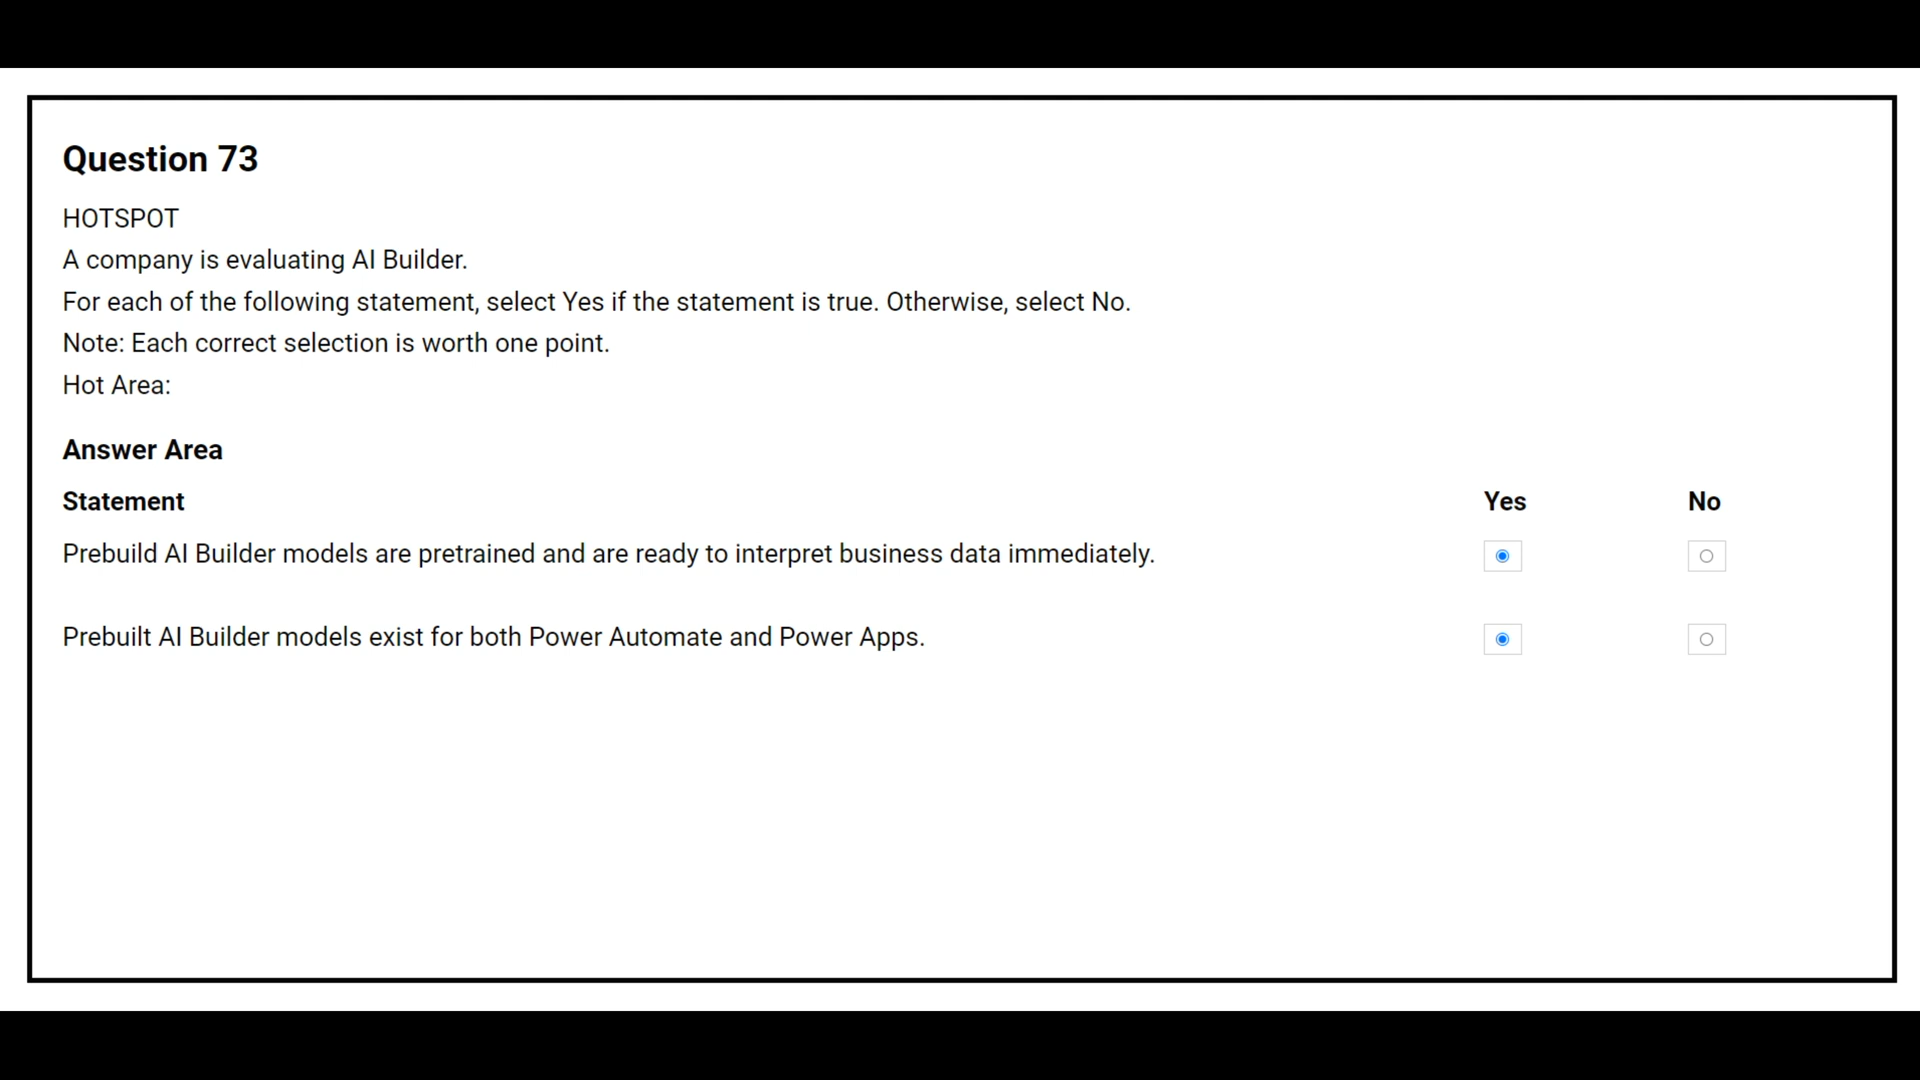 Question 73
HOTSPOT
A company is evaluating AI Builder.
For each of the following statement, select Yes if the statement is true. Otherwise, select No.
Note: Each correct selection is worth one point.
Hot Area:
Answer Area
Statement Yes No
Prebuild AI Builder models are pretrained and are ready to interpret business data immediately.
Prebuilt AI Builder models exist for both Power Automate and Power Apps.